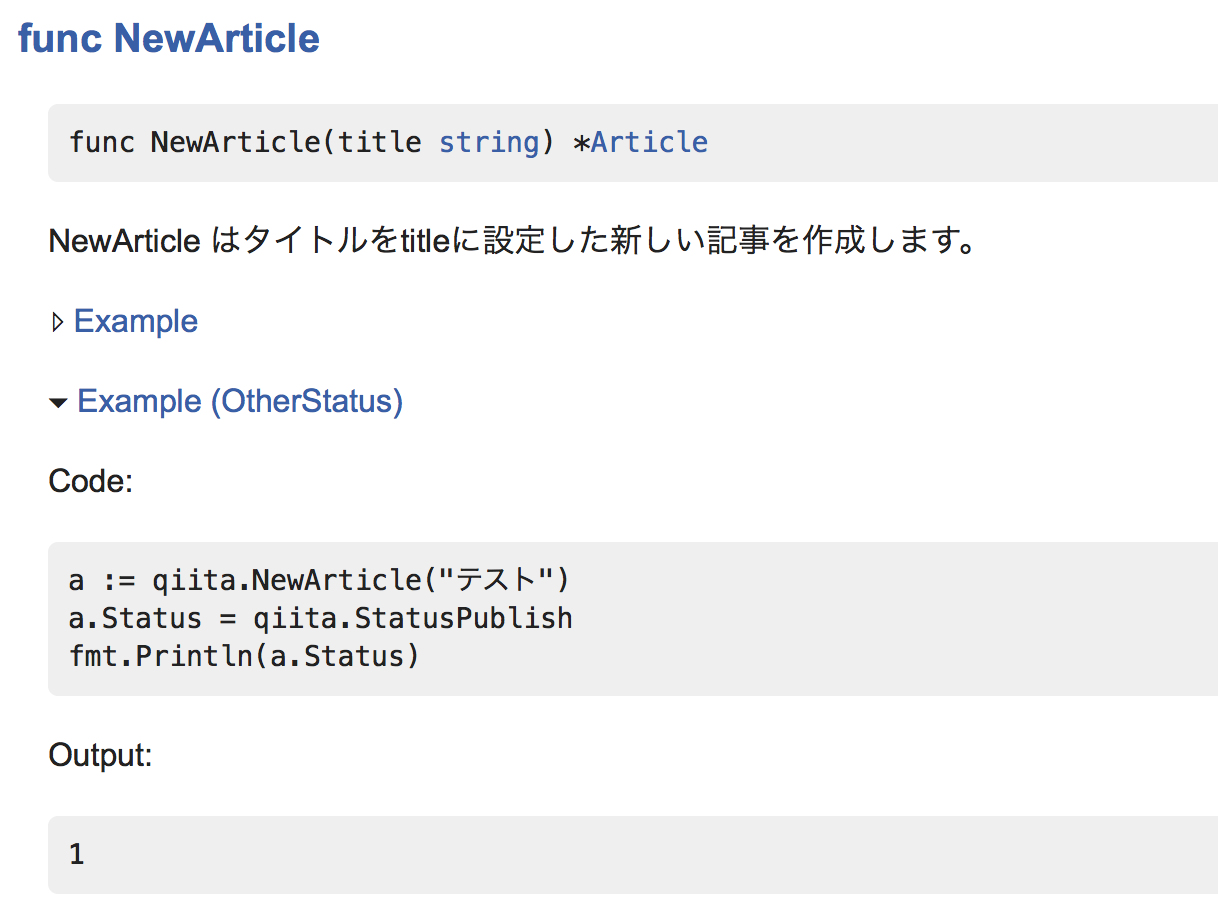 func NewArticle
func NewArticle(title string) *Article
NewArticle はタイトルをtitleに設定した新しい記事を作成します。
▹ Example
▾ Example (OtherStatus)
Code:
a := qiita.NewArticle("テスト")
a.Status = qiita.StatusPublish
fmt.Println(a.Status)
Output:
1